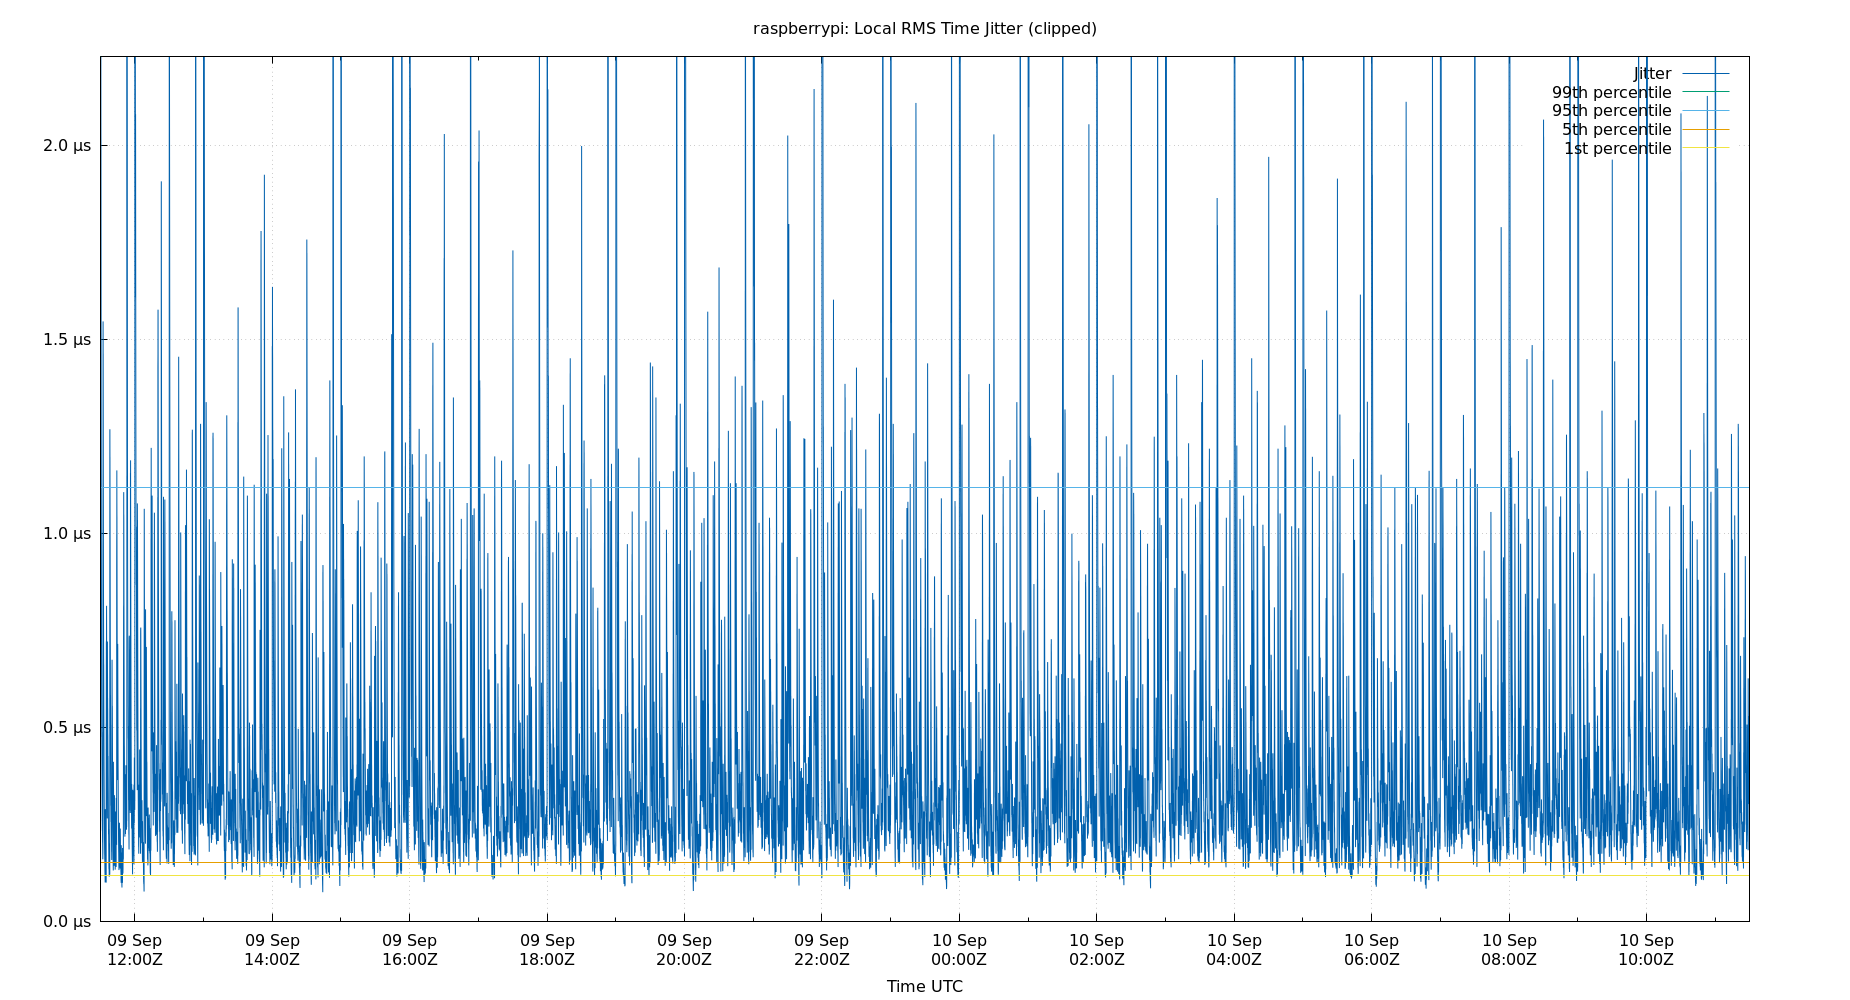 raspberrypi: Local RMS Time Jitter (clipped)
Jitter
99th percentile
95th percentile
5th percentile
1st percentile
2.0 µs
1.5 µs
1.0 µs
0.5 µs
0.0 µs
09 Sep 09 Sep 09 Sep 09 Sep 09 Sep 09 Sep 10 Sep 10 Sep 10 Sep 10 Sep 10 Sep 10 Sep
12:00Z 14:00Z 16:00Z 18:00Z 20:00Z 22:00Z 00:00Z 02:00Z 04:00Z 06:00Z 08:00Z 10:00Z
Time UTC